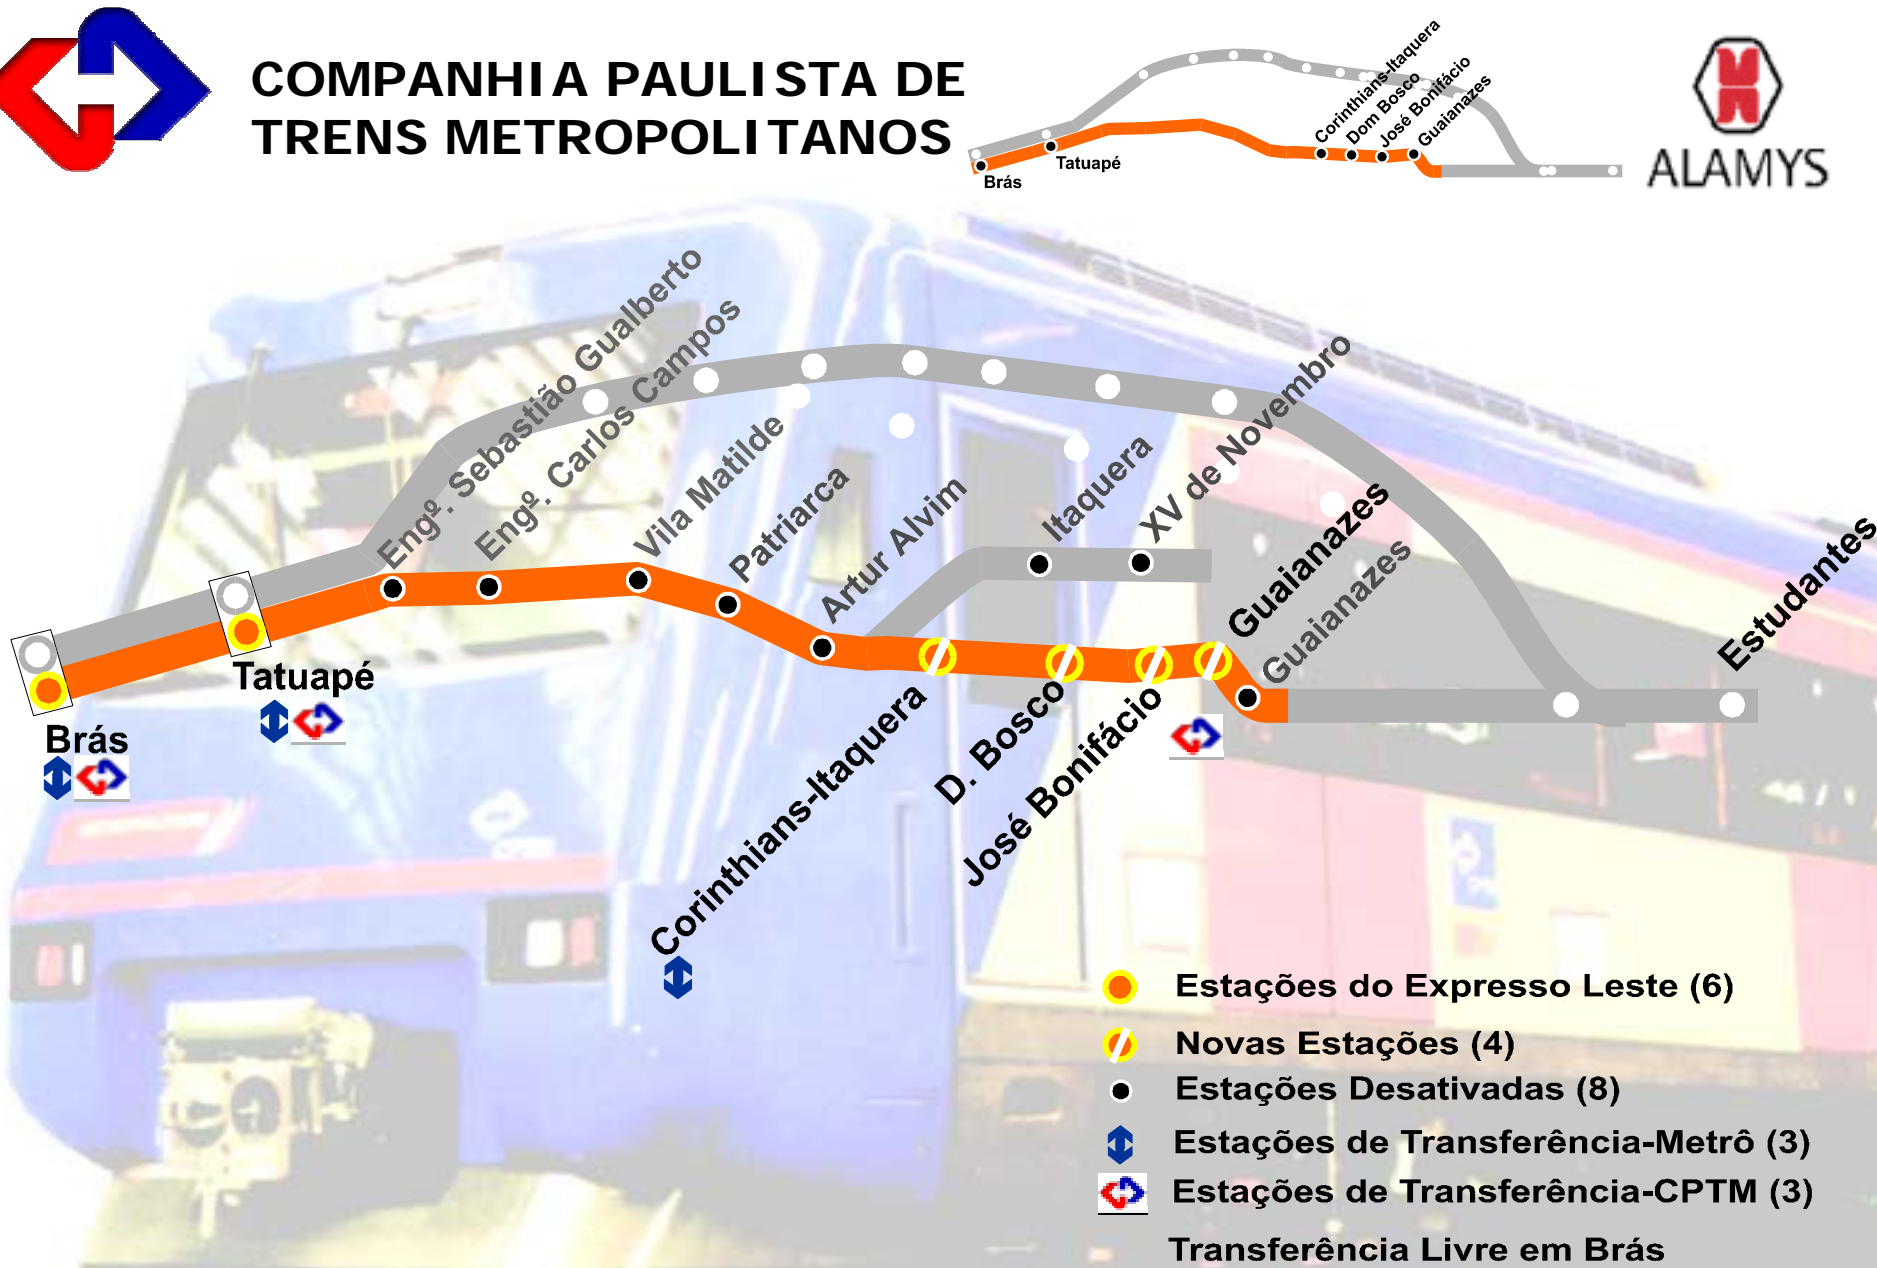 COMPANHIA PAULISTA DE
TRENS METROPOLITANOS
Corinthians-Itaquera
Dom Bosco
José Bonifácio
Guaianazes
Tatuapé
Brás
ALAMYS
Engº. Sebastião Gualberto
Engº. Carlos Campos
Vila Matilde
Patriarca
Artur Alvim
Itaquera
XV de Novembro
Guaianazes
Guaianazes
Estudantes
Tatuapé
Brás
Corinthians-Itaquera
D. Bosco
José Bonifácio
Estações do Expresso Leste (6)
Novas Estações (4)
Estações Desativadas (8)
Estações de Transferência-Metrô (3)
Estações de Transferência-CPTM (3)
Transferência Livre em Brás